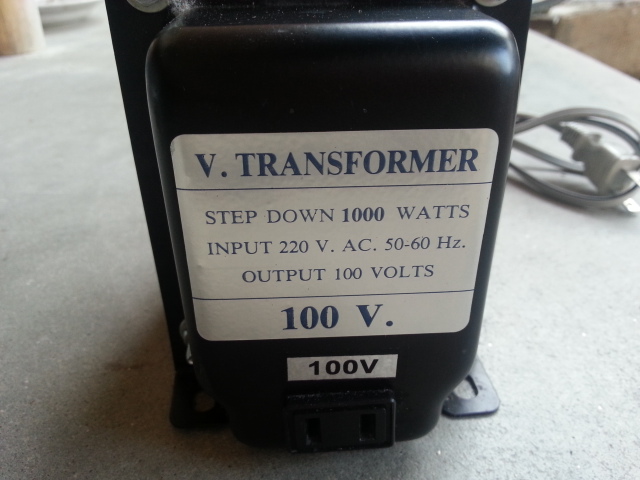 V. TRANSFORMER
STEP DOWN 1000 WATTS
INPUT 220 V. AC. 50-60 Hz.
OUTPUT 100 VOLTS
100 V.
100V